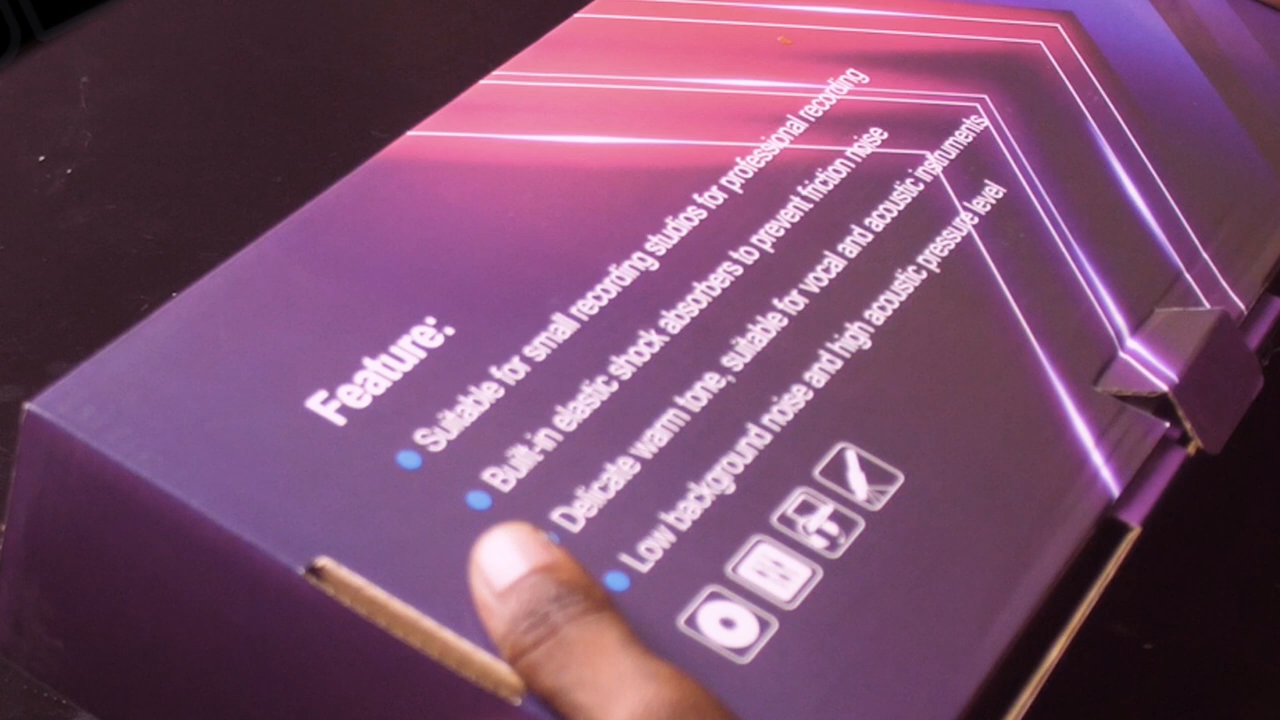 Feature:
Suitable for small recording studios for professional recording
Built-in elastic shock absorbers to prevent friction noise
Delicate warm tone, suitable for vocal and acoustic instruments
Low background noise and high acoustic pressure level